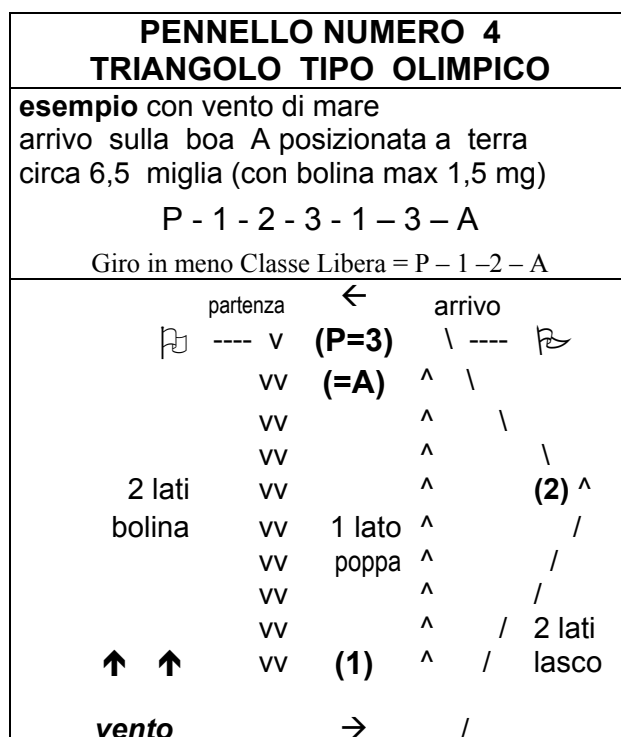 PENNELLO NUMERO 4
TRIANGOLO TIPO OLIMPICO
esempio con vento di mare
arrivo sulla boa A posizionata a terra
circa 6,5 miglia (con bolina max 1,5 mg)
P - 1 - 2 - 3 - 1 – 3 – A
Giro in meno Classe Libera = P – 1 –2 – A
partenza ← arrivo
---- v (P=3) \ ----
vv (=A) ^ \
vv ^ \
vv ^ \
2 lati vv ^ (2) ^
bolina vv 1 lato ^ /
vv poppa ^ /
vv ^ /
vv ^ / 2 lati
↑ ↑ vv (1) ^ / lasco
vento → /